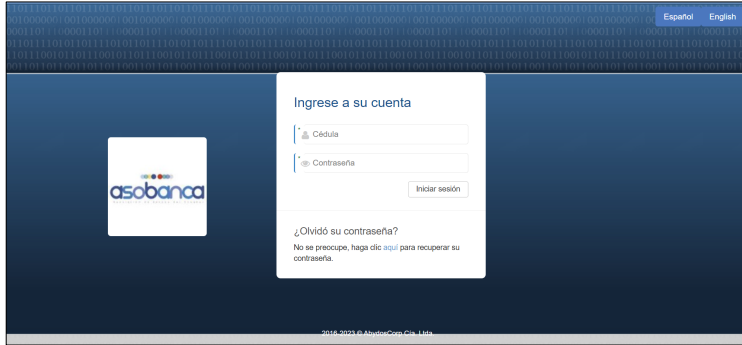 Español English
Ingrese a su cuenta
* Cédula
* Contraseña
Iniciar sesión
asobanca
¿Olvidó su contraseña?
No se preocupe, haga clic aquí para recuperar su
contraseña.
2016-2023 © AbydosCorp Cía. Ltda.